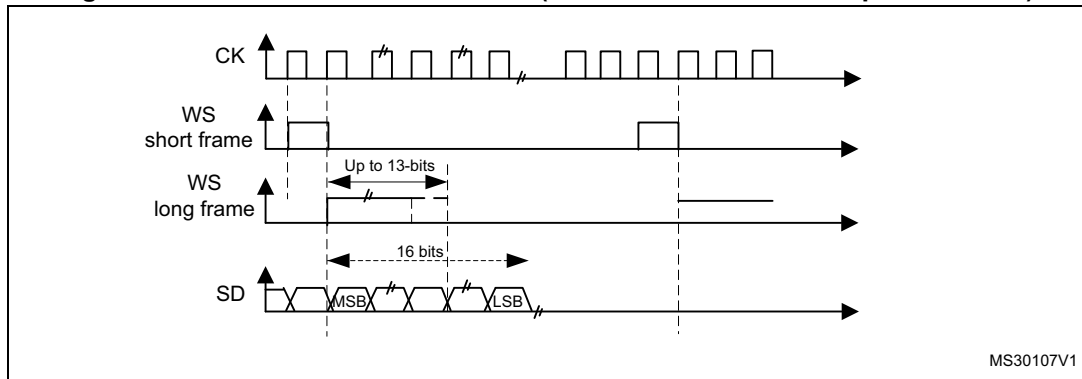 CK
WS
short frame
Up to 13-bits
WS
long frame
16 bits
SD
MSB
LSB
MS30107V1